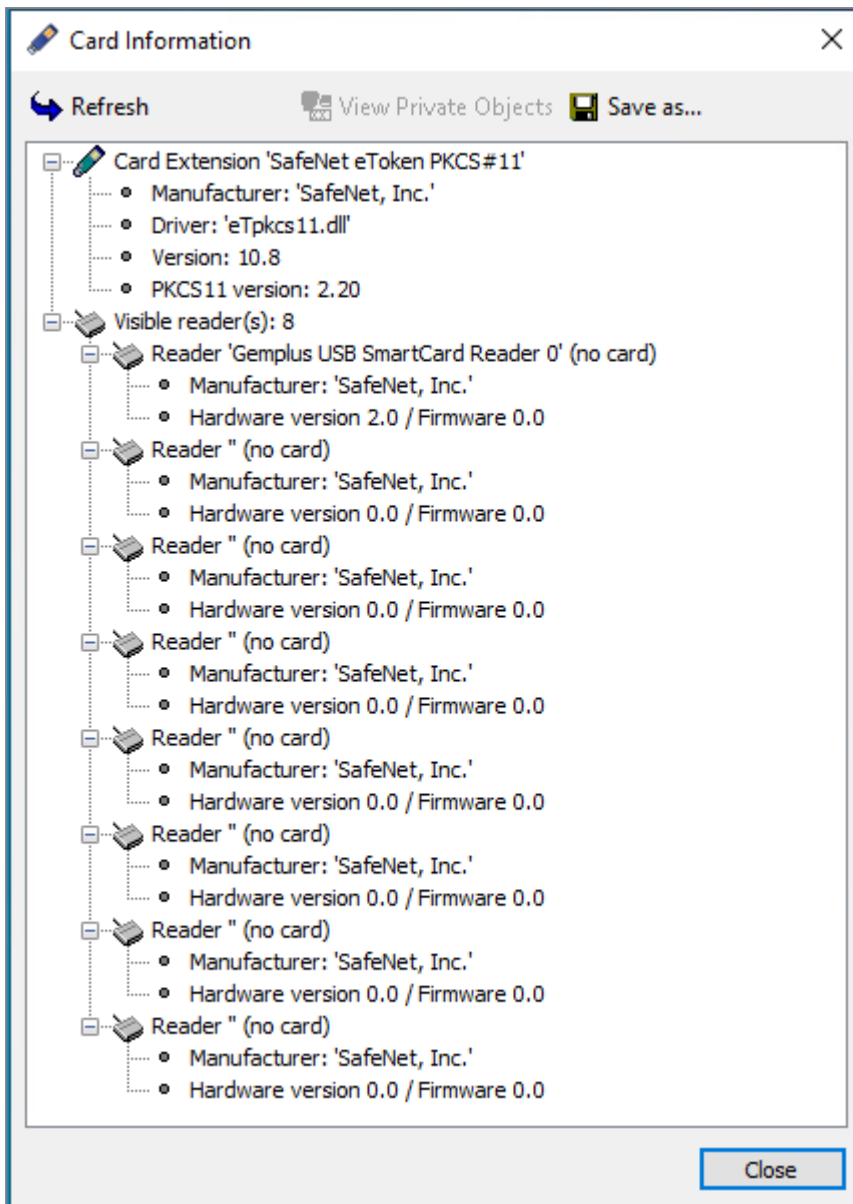 Card Information
Refresh View Private Objects Save as...
Card Extension 'SafeNet eToken PKCS#11'
Manufacturer: 'SafeNet, Inc.'
Driver: 'eTpkcs11.dll'
Version: 10.8
PKCS11 version: 2.20
Visible reader(s): 8
Reader 'Gemplus USB SmartCard Reader 0' (no card)
Manufacturer: 'SafeNet, Inc.'
Hardware version 2.0 / Firmware 0.0
Reader '' (no card)
Manufacturer: 'SafeNet, Inc.'
Hardware version 0.0 / Firmware 0.0
Reader '' (no card)
Manufacturer: 'SafeNet, Inc.'
Hardware version 0.0 / Firmware 0.0
Reader '' (no card)
Manufacturer: 'SafeNet, Inc.'
Hardware version 0.0 / Firmware 0.0
Reader '' (no card)
Manufacturer: 'SafeNet, Inc.'
Hardware version 0.0 / Firmware 0.0
Reader '' (no card)
Manufacturer: 'SafeNet, Inc.'
Hardware version 0.0 / Firmware 0.0
Reader '' (no card)
Manufacturer: 'SafeNet, Inc.'
Hardware version 0.0 / Firmware 0.0
Reader '' (no card)
Manufacturer: 'SafeNet, Inc.'
Hardware version 0.0 / Firmware 0.0
Close